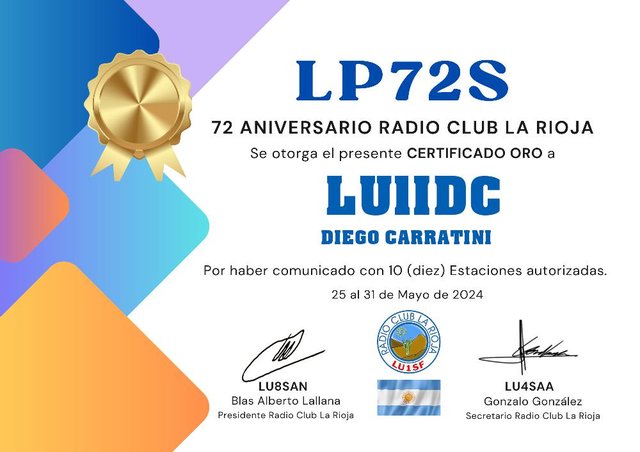 LP72S
72 ANIVERSARIO RADIO CLUB LA RIOJA
Se otorga el presente CERTIFICADO ORO a
LU1IDC
DIEGO CARRATINI
Por haber comunicado con 10 (diez) Estaciones autorizadas.
25 al 31 de Mayo de 2024
RADIO CLUB LA RIOJA
LU1SF
LU8SAN
Blas Alberto Lallana
Presidente Radio Club La Rioja
LU4SAA
Gonzalo González
Secretario Radio Club La Rioja